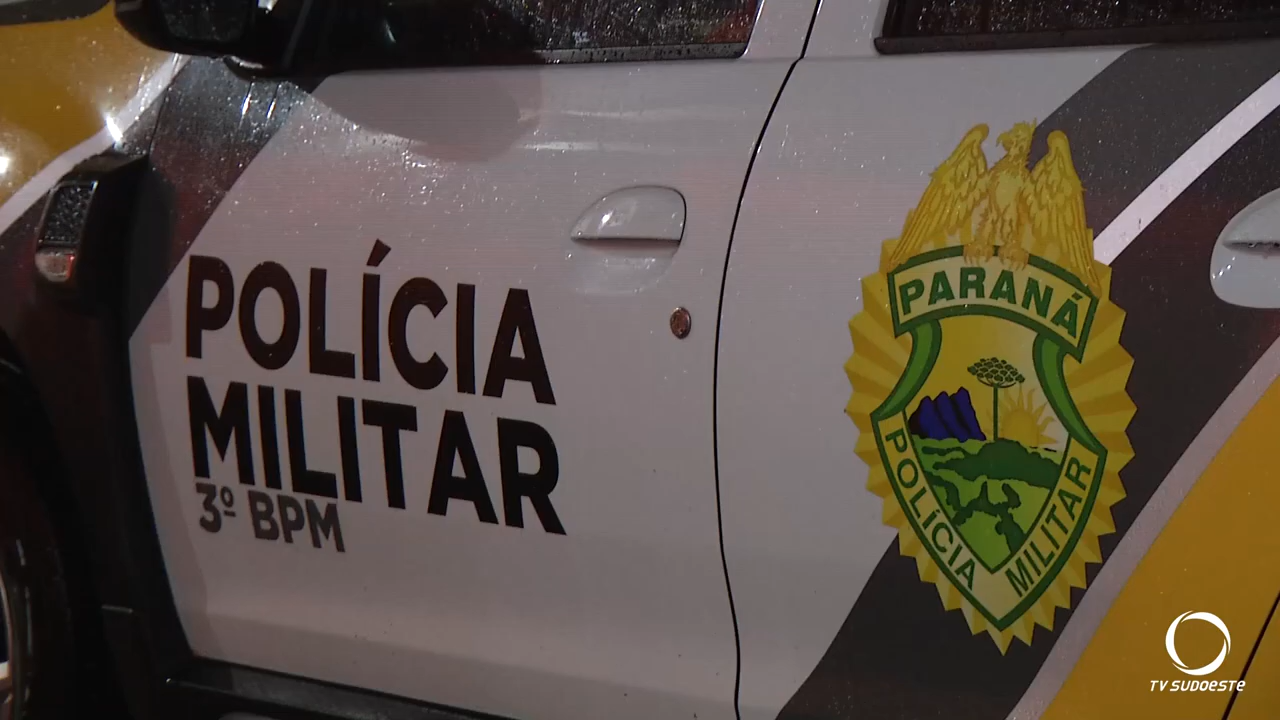 POLÍCIA
MILITAR
3º BPM
PARANÁ
POLÍCIA MILITAR
TV SUDOESTE